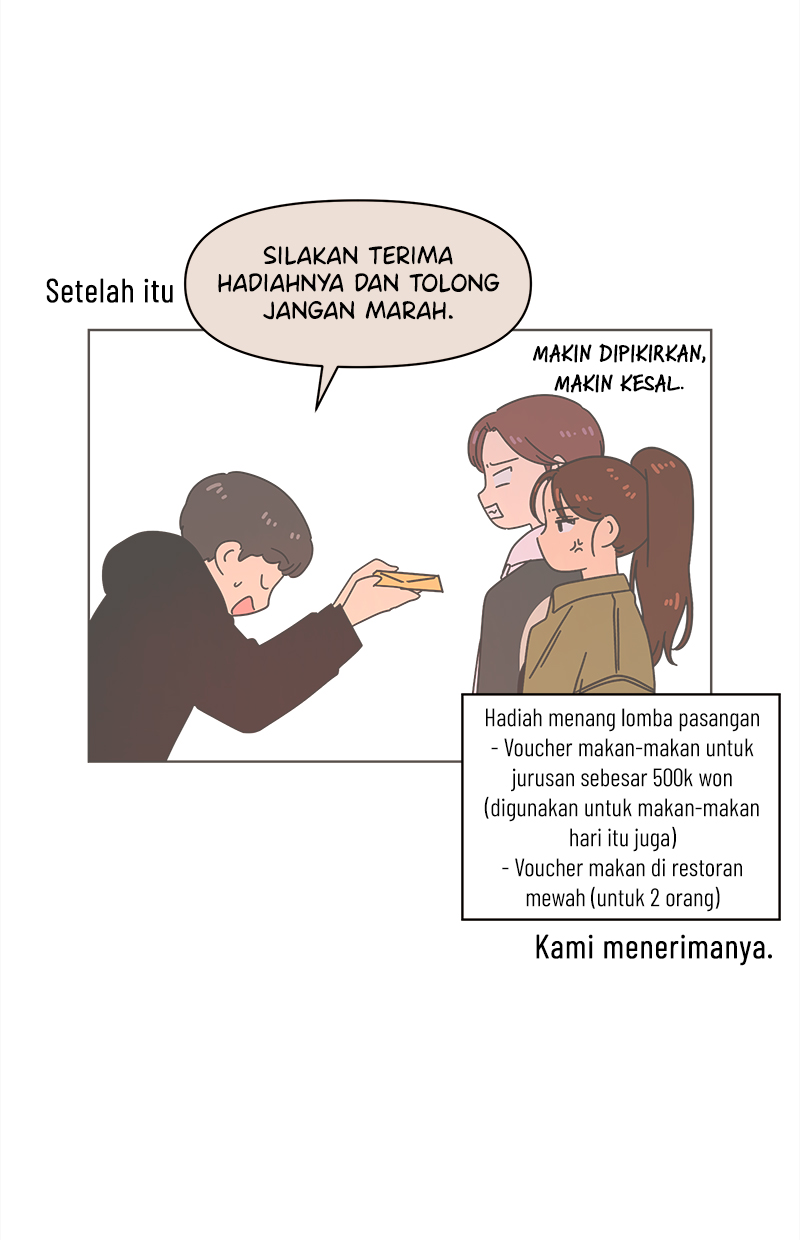 Setelah itu
SILAKAN TERIMA
HADIAHNYA DAN TOLONG
JANGAN MARAH.
MAKIN DIPIKIRKAN,
MAKIN KESAL.
Hadiah menang lomba pasangan
- Voucher makan-makan untuk
jurusan sebesar 500k won
(digunakan untuk makan-makan
hari itu juga)
- Voucher makan di restoran
mewah (untuk 2 orang)
Kami menerimanya.